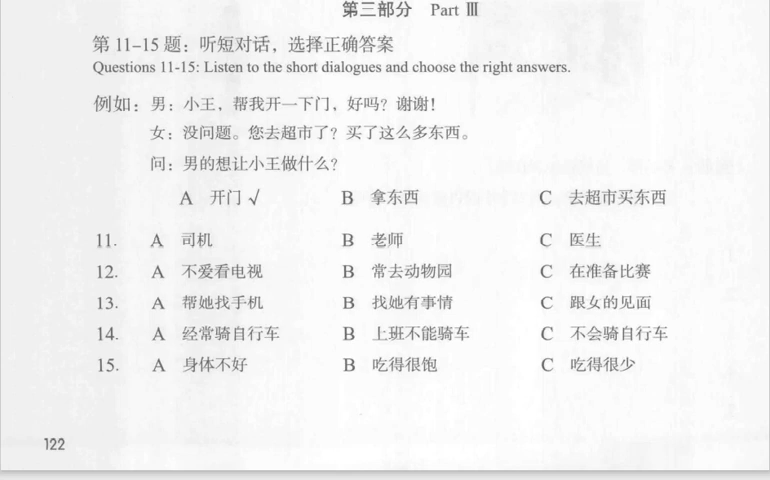 第三部分 Part Ⅲ
第 11–15 题：听短对话，选择正确答案
Questions 11-15: Listen to the short dialogues and choose the right answers.
例如：男：小王，帮我开一下门，好吗？谢谢！
女：没问题。您去超市了？买了这么多东西。
问：男的想让小王做什么？
A 开门 √ B 拿东西 C 去超市买东西
11. A 司机 B 老师 C 医生
12. A 不爱看电视 B 常去动物园 C 在准备比赛
13. A 帮她找手机 B 找她有事情 C 跟女的见面
14. A 经常骑自行车 B 上班不能骑车 C 不会骑自行车
15. A 身体不好 B 吃得很饱 C 吃得很少
122